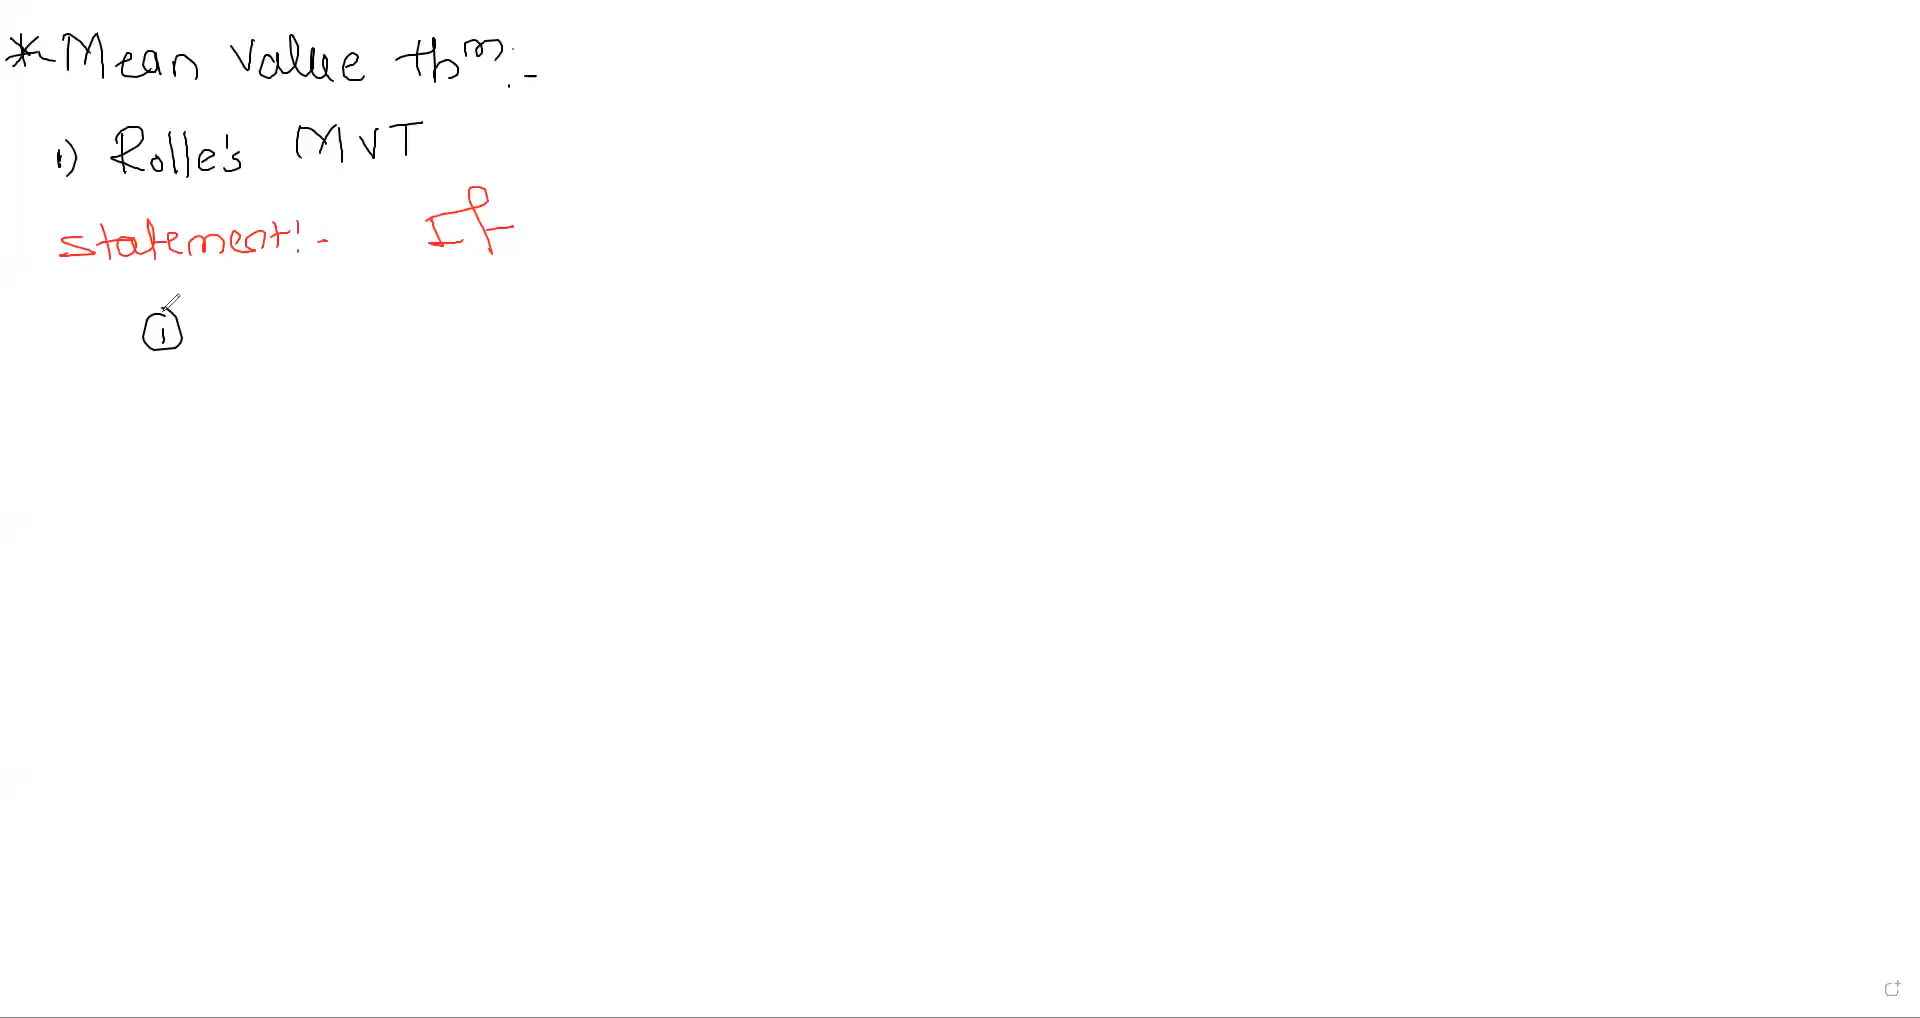 * Mean value thm:-
1) Rolle's MVT
statement:- If
①